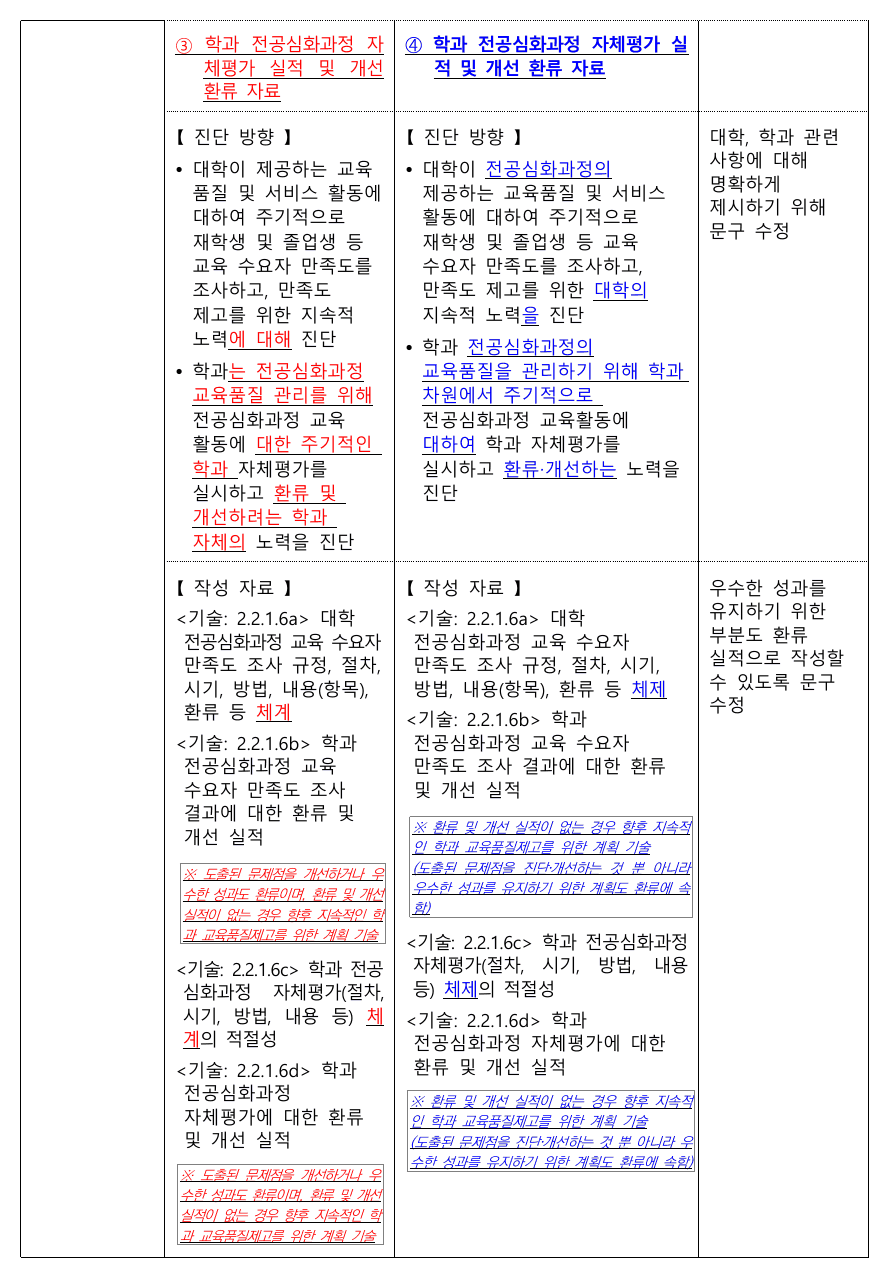 ③ 학과 전공심화과정 자
체평가 실적 및 개선
환류 자료
④ 학과 전공심화과정 자체평가 실
적 및 개선 환류 자료
【 진단 방향 】
• 대학이 제공하는 교육
품질 및 서비스 활동에
대하여 주기적으로
재학생 및 졸업생 등
교육 수요자 만족도를
조사하고, 만족도
제고를 위한 지속적
노력에 대해 진단
• 학과는 전공심화과정
교육품질 관리를 위해
전공심화과정 교육
활동에 대한 주기적인
학과 자체평가를
실시하고 환류 및
개선하려는 학과
자체의 노력을 진단
【 진단 방향 】
• 대학이 전공심화과정의
제공하는 교육품질 및 서비스
활동에 대하여 주기적으로
재학생 및 졸업생 등 교육
수요자 만족도를 조사하고,
만족도 제고를 위한 대학의
지속적 노력을 진단
• 학과 전공심화과정의
교육품질을 관리하기 위해 학과
차원에서 주기적으로
전공심화과정 교육활동에
대하여 학과 자체평가를
실시하고 환류·개선하는 노력을
진단
대학, 학과 관련
사항에 대해
명확하게
제시하기 위해
문구 수정
【 작성 자료 】
<기술: 2.2.1.6a> 대학
전공심화과정 교육 수요자
만족도 조사 규정, 절차,
시기, 방법, 내용(항목),
환류 등 체계
<기술: 2.2.1.6b> 학과
전공심화과정 교육
수요자 만족도 조사
결과에 대한 환류 및
개선 실적
※ 도출된 문제점을 개선하거나 우
수한 성과도 환류이며, 환류 및 개선
실적이 없는 경우 향후 지속적인 학
과 교육품질제고를 위한 계획 기술
<기술: 2.2.1.6c> 학과 전공
심화과정 자체평가(절차,
시기, 방법, 내용 등) 체
계의 적절성
<기술: 2.2.1.6d> 학과
전공심화과정
자체평가에 대한 환류
및 개선 실적
※ 도출된 문제점을 개선하거나 우
수한 성과도 환류이며, 환류 및 개선
실적이 없는 경우 향후 지속적인 학
과 교육품질제고를 위한 계획 기술
【 작성 자료 】
<기술: 2.2.1.6a> 대학
전공심화과정 교육 수요자
만족도 조사 규정, 절차, 시기,
방법, 내용(항목), 환류 등 체제
<기술: 2.2.1.6b> 학과
전공심화과정 교육 수요자
만족도 조사 결과에 대한 환류
및 개선 실적
※ 환류 및 개선 실적이 없는 경우 향후 지속적
인 학과 교육품질제고를 위한 계획 기술
(도출된 문제점을 진단·개선하는 것 뿐 아니라
우수한 성과를 유지하기 위한 계획도 환류에 속
함)
<기술: 2.2.1.6c> 학과 전공심화과정
자체평가(절차, 시기, 방법, 내용
등) 체제의 적절성
<기술: 2.2.1.6d> 학과
전공심화과정 자체평가에 대한
환류 및 개선 실적
※ 환류 및 개선 실적이 없는 경우 향후 지속적
인 학과 교육품질제고를 위한 계획 기술
(도출된 문제점을 진단·개선하는 것 뿐 아니라 우
수한 성과를 유지하기 위한 계획도 환류에 속함)
우수한 성과를
유지하기 위한
부분도 환류
실적으로 작성할
수 있도록 문구
수정